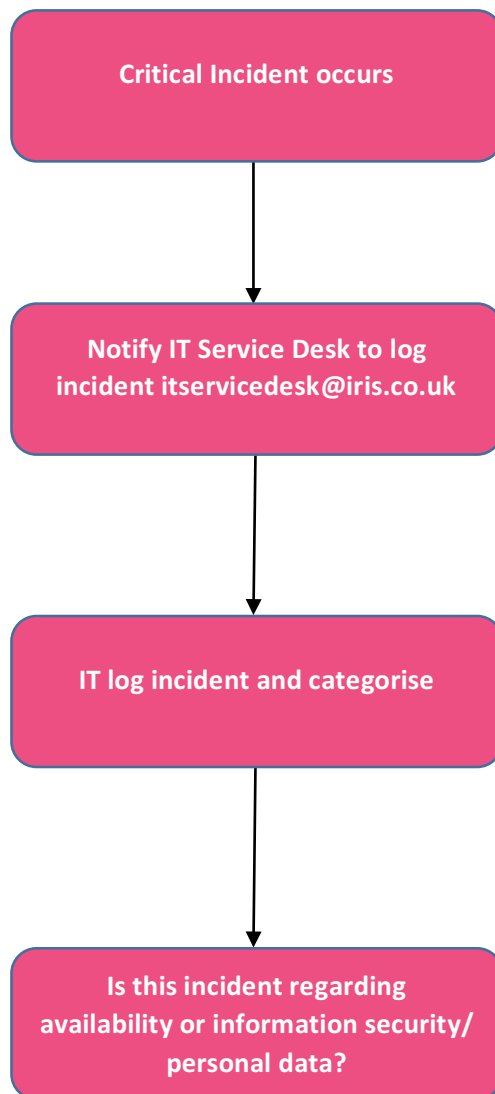 Critical Incident occurs
Notify IT Service Desk to log
incident itservicedesk@iris.co.uk
IT log incident and categorise
Is this incident regarding
availability or information security/
personal data?